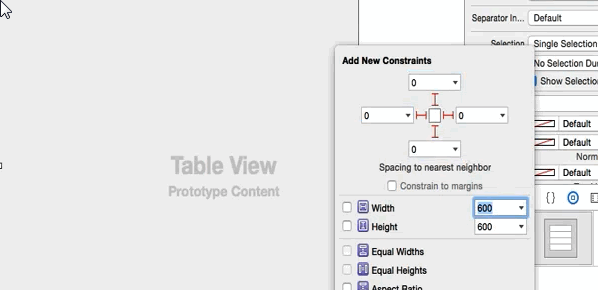 Separator In... Default
Selection Single Selection
Add New Constraints
No Selection Dur
Show Selectio
0
0 0
Default
Default
0
Norm
Table View
Spacing to nearest neighbor
Default
Prototype Content
Constrain to margins
{}
Width 600
Height 600
Equal Widths
Equal Heights
Aspect Ratio